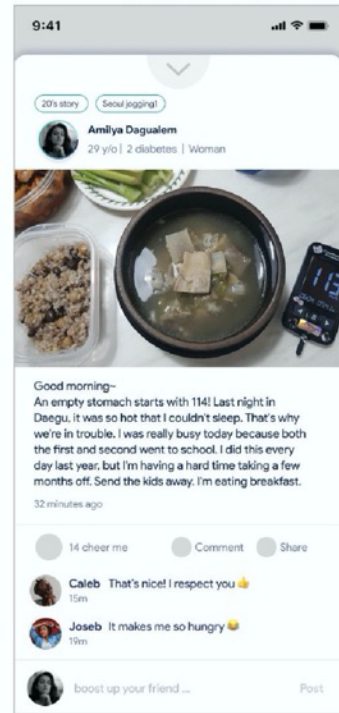 9:41
20's story Seoul jogging1
Amilya Dagualem
29 y/o | 2 diabetes | Woman
113
Good morning~
An empty stomach starts with 114! Last night in
Daegu, it was so hot that I couldn't sleep. That's why
we're in trouble. I was really busy today because both
the first and second went to school. I did this every
day last year, but I'm having a hard time taking a few
months off. Send the kids away. I'm eating breakfast.
32 minutes ago
14 cheer me Comment Share
Caleb That's nice! I respect you 👍
15m
Joseb It makes me so hungry 😂
19m
boost up your friend ... Post